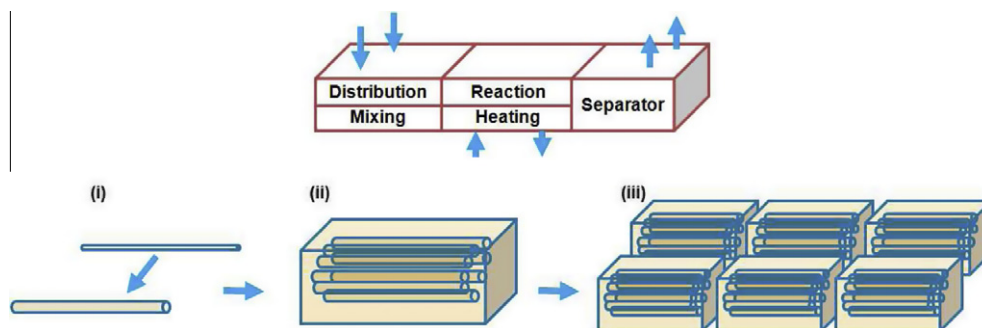 Distribution Reaction
Separator
Mixing Heating
(i) (ii) (iii)